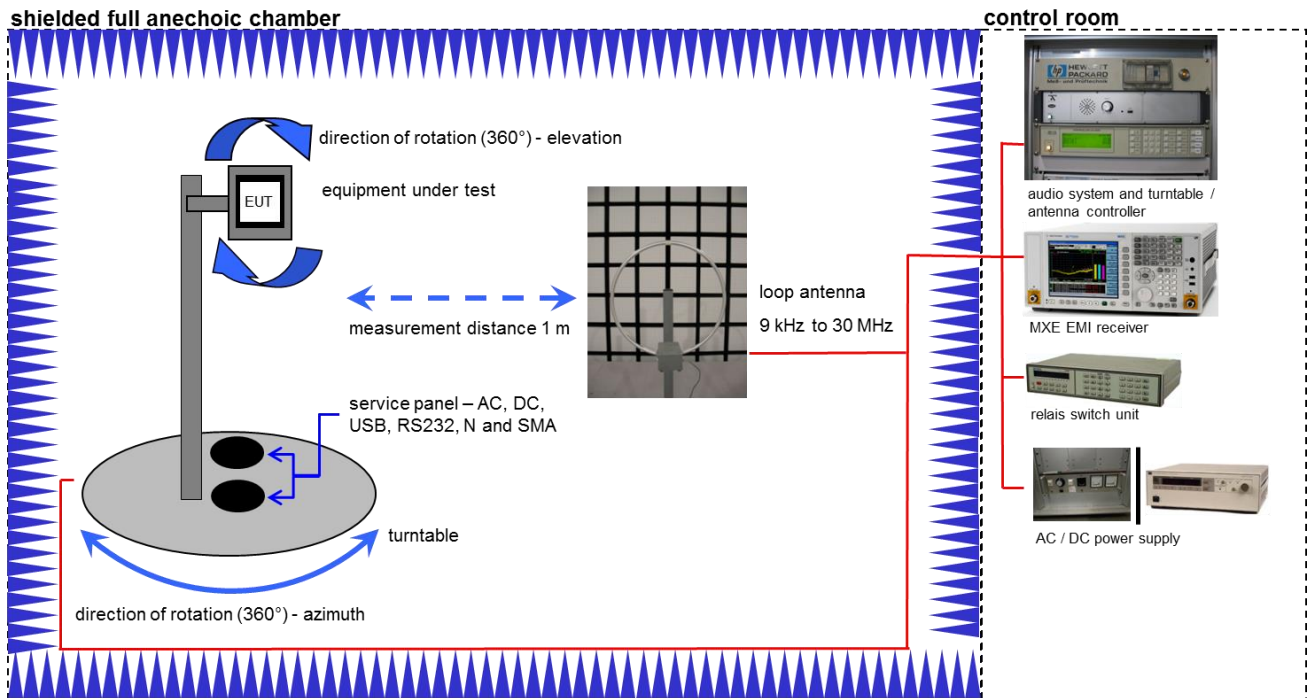 shielded full anechoic chamber
control room
direction of rotation (360°) - elevation
equipment under test
EUT
measurement distance 1 m
loop antenna
9 kHz to 30 MHz
service panel – AC, DC,
USB, RS232, N and SMA
turntable
direction of rotation (360°) - azimuth
HEWLETT
PACKARD
audio system and turntable /
antenna controller
MXE EMI receiver
relais switch unit
AC / DC power supply